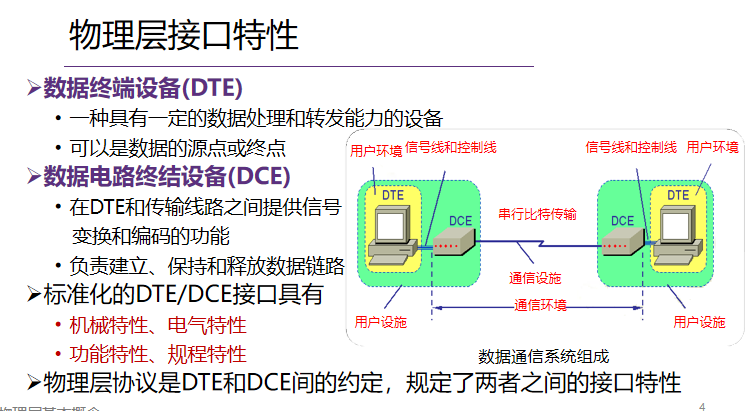 物理层接口特性
➢数据终端设备(DTE)
• 一种具有一定的数据处理和转发能力的设备
• 可以是数据的源点或终点
➢数据电路终结设备(DCE)
• 在DTE和传输线路之间提供信号
变换和编码的功能
• 负责建立、保持和释放数据链路
➢标准化的DTE/DCE接口具有
• 机械特性、电气特性
• 功能特性、规程特性
➢物理层协议是DTE和DCE间的约定，规定了两者之间的接口特性
用户环境 信号线和控制线 信号线和控制线 用户环境
DTE DTE
DCE 串行比特传输 DCE
通信设施
通信环境
用户设施 用户设施
数据通信系统组成
物理层基本概念
4